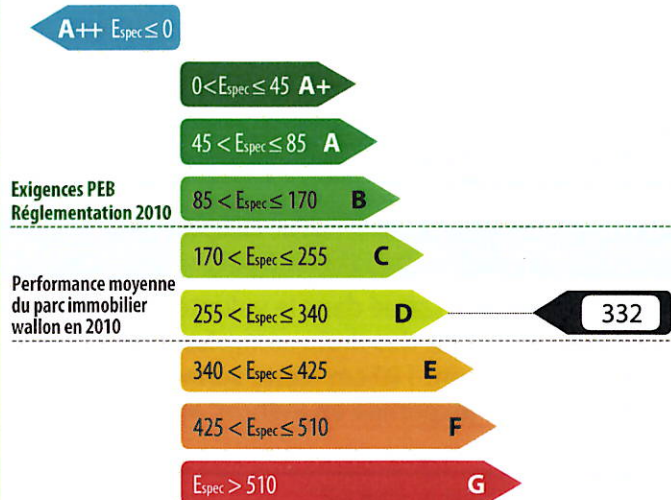 A++ Espec ≤ 0
0 < Espec ≤ 45 A+
45 < Espec ≤ 85 A
Exigences PEB
Réglementation 2010
85 < Espec ≤ 170 B
170 < Espec ≤ 255 C
Performance moyenne
du parc immobilier
wallon en 2010
255 < Espec ≤ 340 D
332
340 < Espec ≤ 425 E
425 < Espec ≤ 510 F
Espec > 510 G